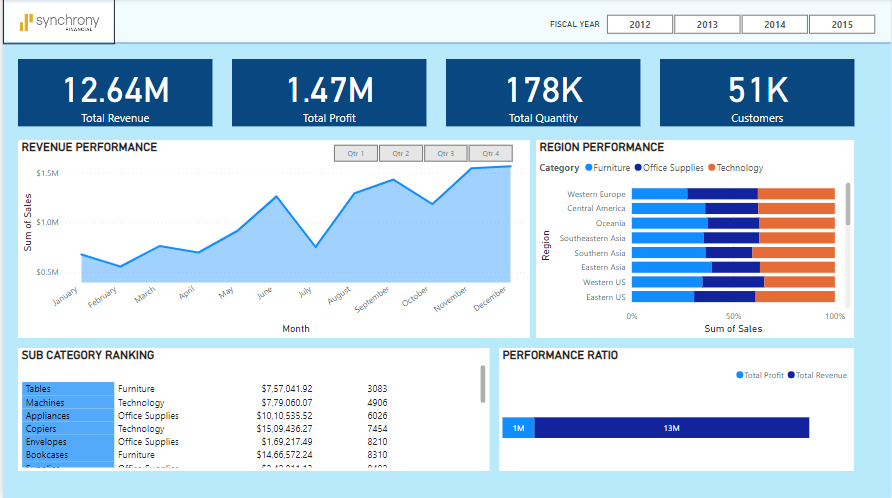 synchrony
FINANCIAL
FISCAL YEAR 2012 2013 2014 2015
12.64M 1.47M 178K 51K
Total Revenue Total Profit Total Quantity Customers
REVENUE PERFORMANCE
Qtr 1 Qtr 2 Qtr 3 Qtr 4
$1.5M
$1.0M
$0.5M
Sum of Sales
January February March April May June July August September October November December
Month
REGION PERFORMANCE
Category Furniture Office Supplies Technology
Region
Western Europe
Central America
Oceania
Southeastern Asia
Southern Asia
Eastern Asia
Western US
Eastern US
0% 50% 100%
Sum of Sales
SUB CATEGORY RANKING
Tables Furniture $7,57,041.92 3083
Machines Technology $7,79,060.07 4906
Appliances Office Supplies $10,10,535.52 6026
Copiers Technology $15,09,436.27 7454
Envelopes Office Supplies $1,69,217.49 8210
Bookcases Furniture $14,66,572.24 8310
Supplies Office Supplies
PERFORMANCE RATIO
Total Profit Total Revenue
1M 13M